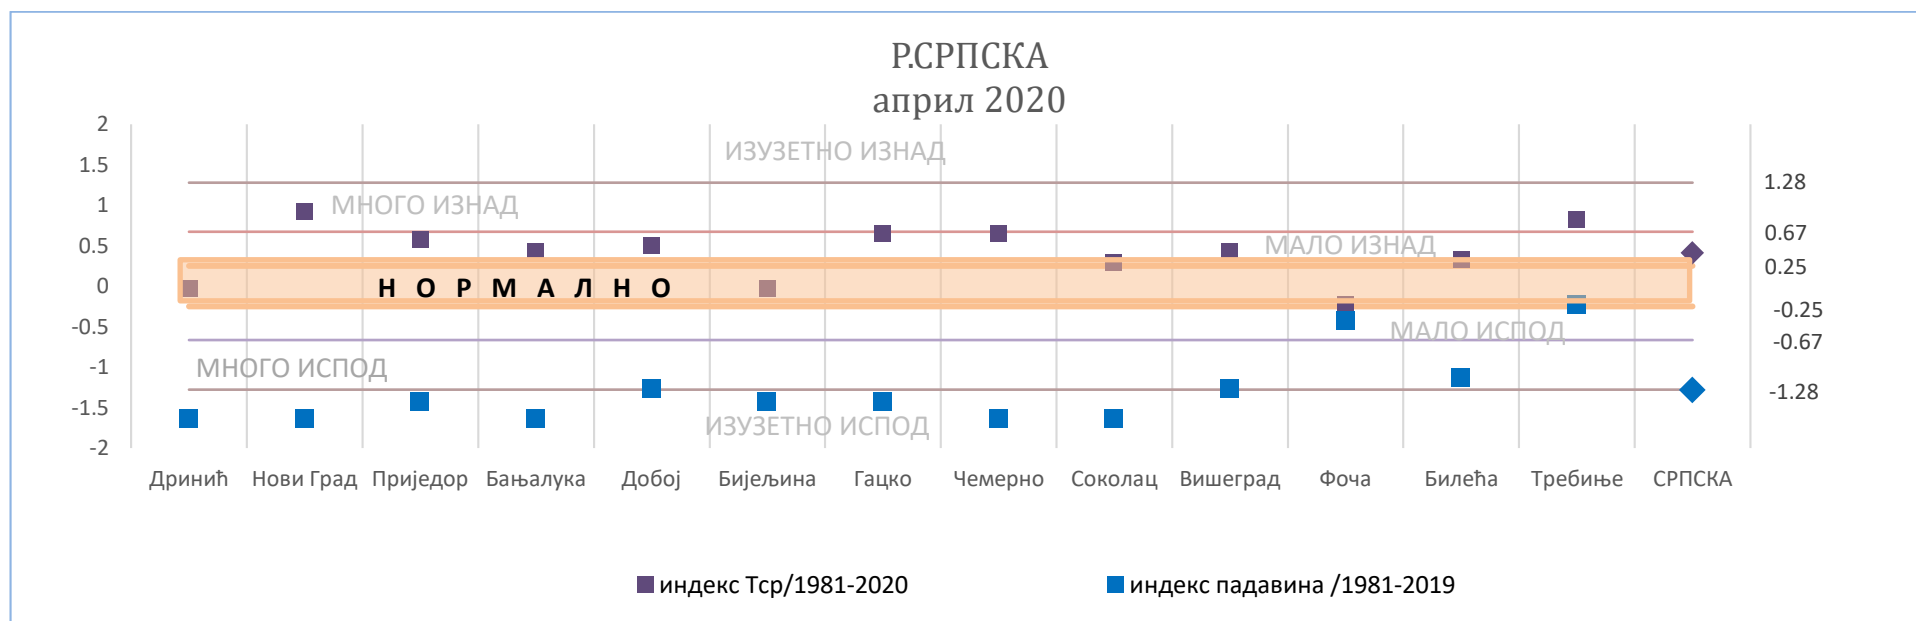 Р.СРПСКА
април 2020
2
1.5
1
0.5
0
-0.5
-1
-1.5
-2
ИЗУЗЕТНО ИЗНАД
МНОГО ИЗНАД
МАЛО ИЗНАД
Н О Р М А Л Н О
МАЛО ИСПОД
МНОГО ИСПОД
ИЗУЗЕТНО ИСПОД
1.28
0.67
0.25
-0.25
-0.67
-1.28
Дринић Нови Град Приједор Бањалука Добој Бијељина Гацко Чемерно Соколац Вишеград Фоча Билећа Требиње СРПСКА
индекс Тср/1981-2020 индекс падавина /1981-2019